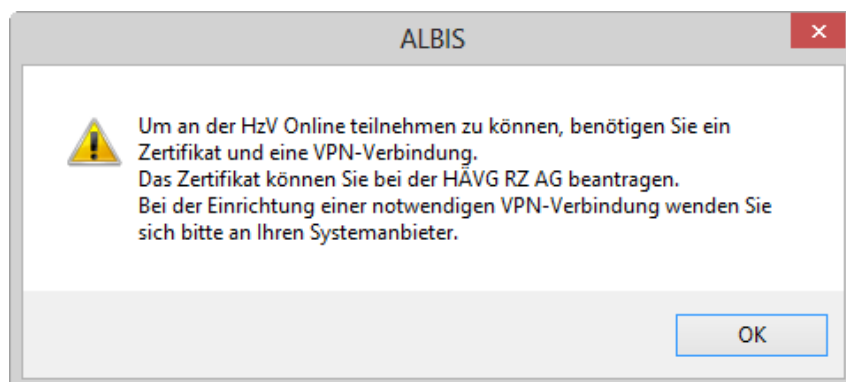 ALBIS
Um an der HzV Online teilnehmen zu können, benötigen Sie ein
Zertifikat und eine VPN-Verbindung.
Das Zertifikat können Sie bei der HÄVG RZ AG beantragen.
Bei der Einrichtung einer notwendigen VPN-Verbindung wenden Sie
sich bitte an Ihren Systemanbieter.
OK